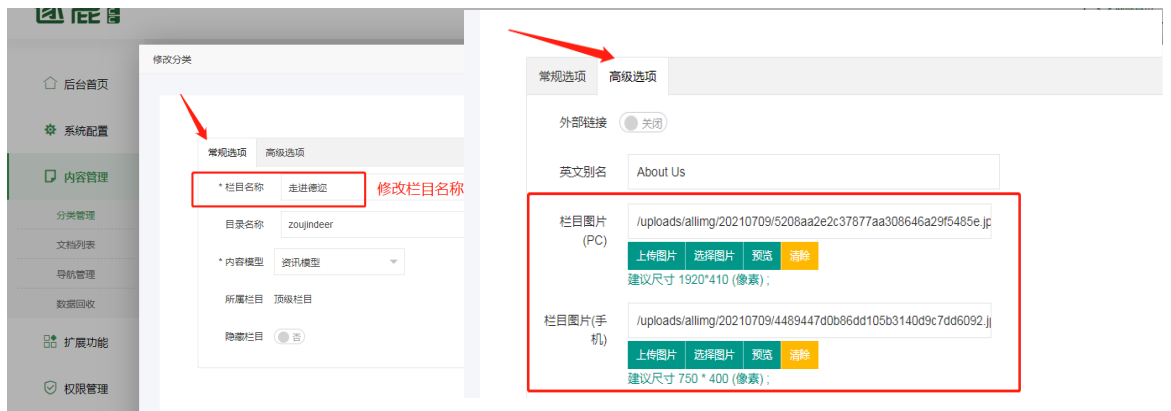 后台首页
系统配置
内容管理
分类管理
文档列表
导航管理
数据回收
扩展功能
权限管理
修改分类
常规选项 高级选项
* 栏目名称 走进德迩 修改栏目名称
目录名称 zoujindeer
* 内容模型 资讯模型
所属栏目 顶级栏目
隐藏栏目 否
常规选项 高级选项
外部链接 关闭
英文别名 About Us
栏目图片 /uploads/allimg/20210709/5208aa2e2c37877aa308646a29f5485e.jp
(PC)
上传图片 选择图片 预览 清除
建议尺寸 1920*410 (像素) ;
栏目图片(手 /uploads/allimg/20210709/4489447d0b86dd105b3140d9c7dd6092.j
机)
上传图片 选择图片 预览 清除
建议尺寸 750 * 400 (像素) ;